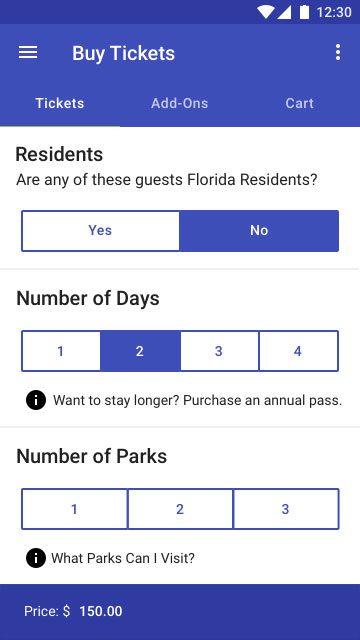 12:30
Buy Tickets
Tickets Add-Ons Cart
Residents
Are any of these guests Florida Residents?
Yes No
Number of Days
1 2 3 4
Want to stay longer? Purchase an annual pass.
Number of Parks
1 2 3
What Parks Can I Visit?
Price: $ 150.00